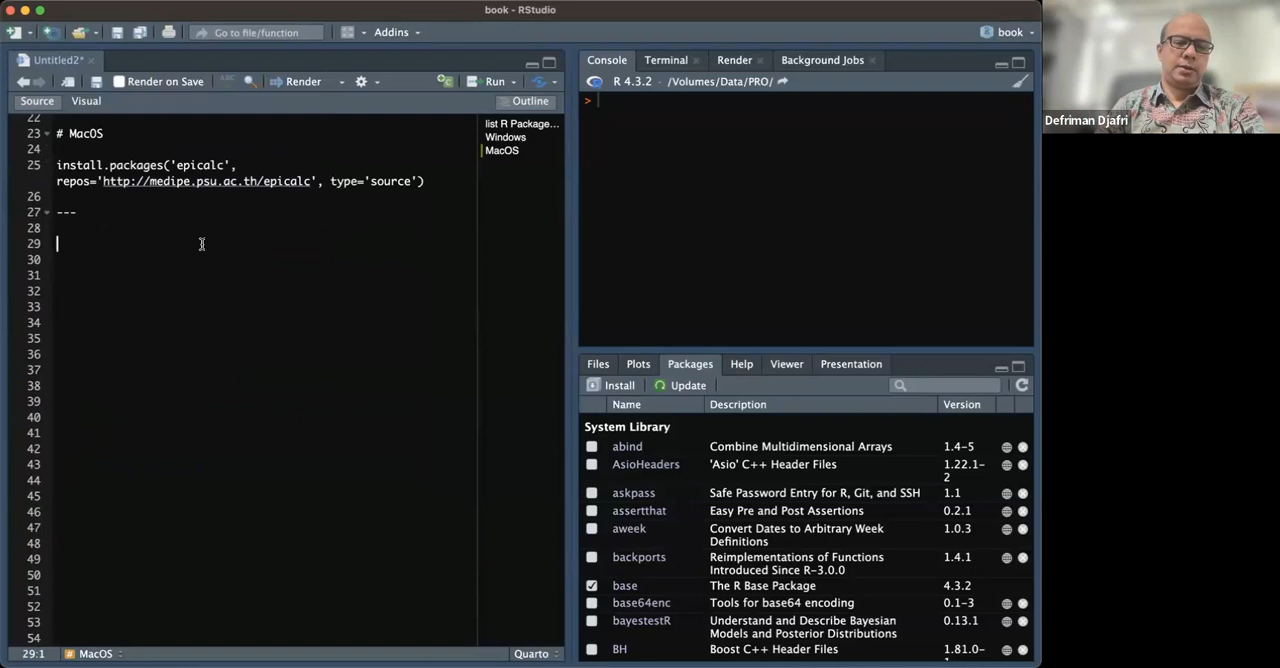 book - RStudio
Go to file/function
Addins
book
Untitled2*
Render on Save
ABC
Render
Run
Source
Visual
Outline
22
23 # MacOS
24
25 install.packages('epicalc',
repos='http://medipe.psu.ac.th/epicalc', type='source')
26
27 ---
28
29
30
31
32
33
34
35
36
37
38
39
40
41
42
43
44
45
46
47
48
49
50
51
52
53
54
list R Package...
Windows
MacOS
29:1
MacOS
Quarto
Console
Terminal
Render
Background Jobs
R 4.3.2 · /Volumes/Data/PRO/
>
Files
Plots
Packages
Help
Viewer
Presentation
Install
Update
Name Description Version
System Library
abind Combine Multidimensional Arrays 1.4-5
AsioHeaders 'Asio' C++ Header Files 1.22.1-
2
askpass Safe Password Entry for R, Git, and SSH 1.1
assertthat Easy Pre and Post Assertions 0.2.1
aweek Convert Dates to Arbitrary Week 1.0.3
Definitions
backports Reimplementations of Functions 1.4.1
Introduced Since R-3.0.0
base The R Base Package 4.3.2
base64enc Tools for base64 encoding 0.1-3
bayestestR Understand and Describe Bayesian 0.13.1
Models and Posterior Distributions
BH Boost C++ Header Files 1.81.0-
Defriman Djafri